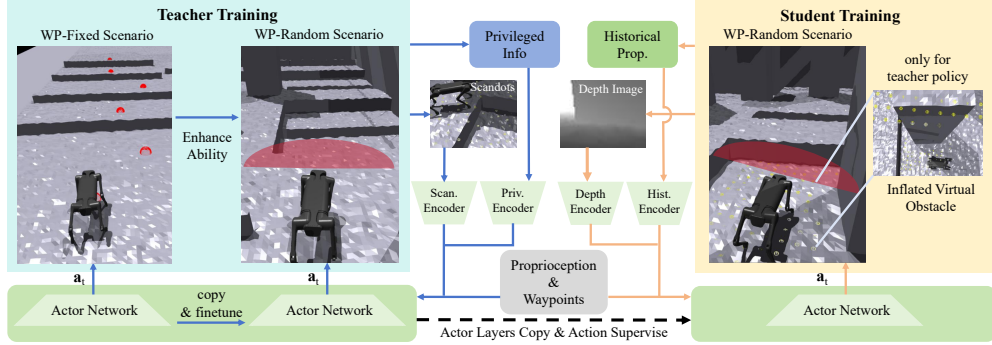 Teacher Training
WP-Fixed Scenario
WP-Random Scenario
Enhance
Ability
a_t
a_t
Actor Network
copy
& finetune
Actor Network
Privileged
Info
Historical
Prop.
Scandots
Depth Image
Scan.
Encoder
Priv.
Encoder
Depth
Encoder
Hist.
Encoder
Proprioception
&
Waypoints
Actor Layers Copy & Action Supervise
Student Training
WP-Random Scenario
only for
teacher policy
Inflated Virtual
Obstacle
a_t
Actor Network